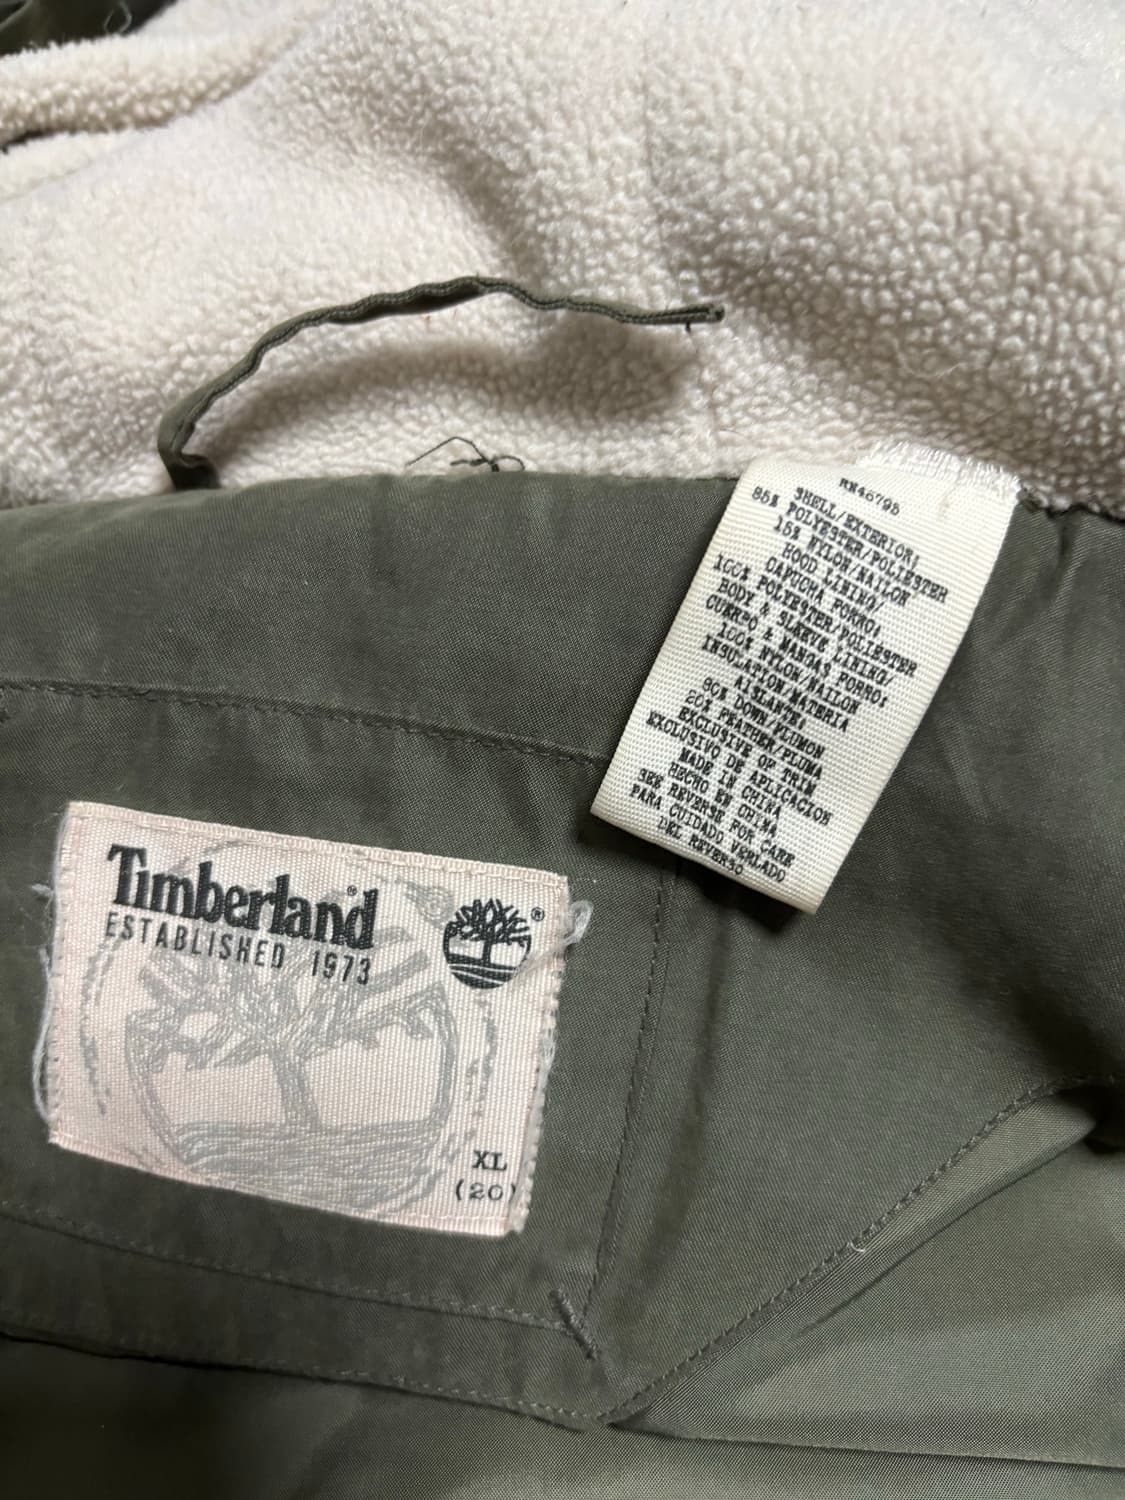 RN46795
SHELL/EXTERIOR:
85% POLYESTER/POLIESTER
15% NYLON/NAILON
HOOD LINING/
CAPUCHA FORRO:
100% POLYESTER/POLIESTER
BODY & SLEEVE LINING/
CUERPO & MANGAS FORRO:
100% NYLON/NAILON
INSULATION/MATERIA
AISLANTE:
80% DOWN/PLUMON
20% FEATHER/PLUMA
EXCLUSIVE OF TRIM
EXCLUSIVO DE APLICACION
MADE IN CHINA
HECHO EN CHINA
SEE REVERSE FOR CARE
PARA CUIDADO VERLADO
DEL REVERSO
Timberland®
ESTABLISHED 1973
®
XL
(20)